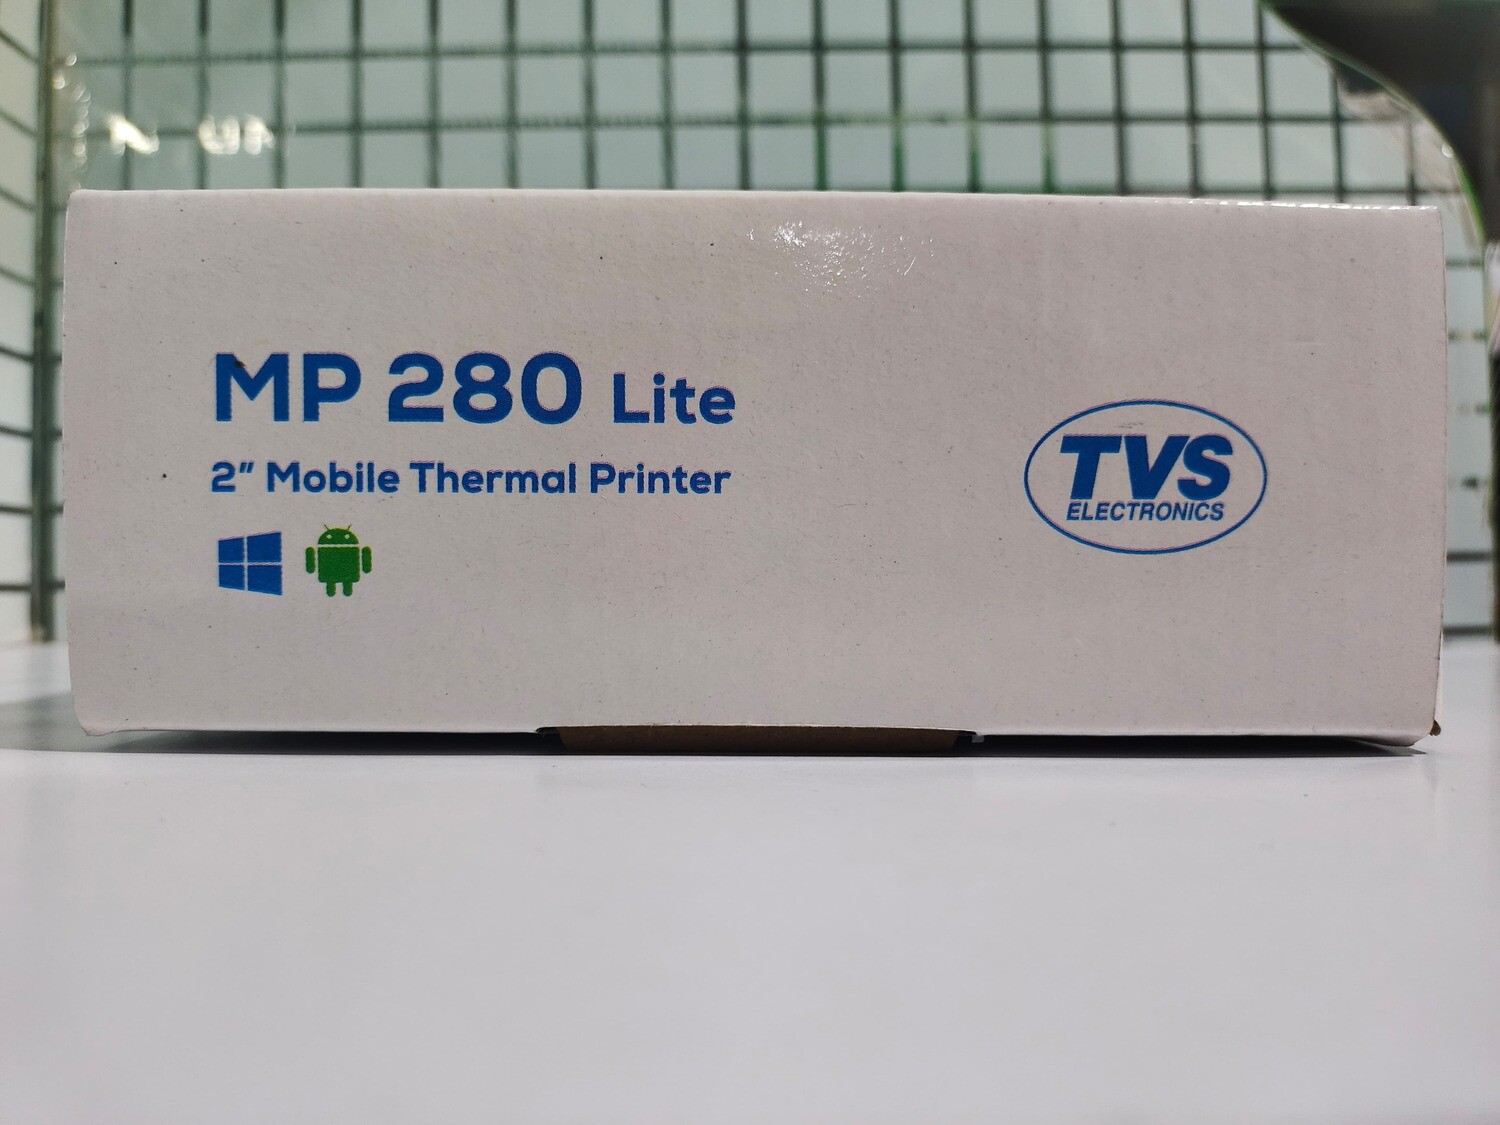 MP 280 Lite
2” Mobile Thermal Printer
TVS
ELECTRONICS